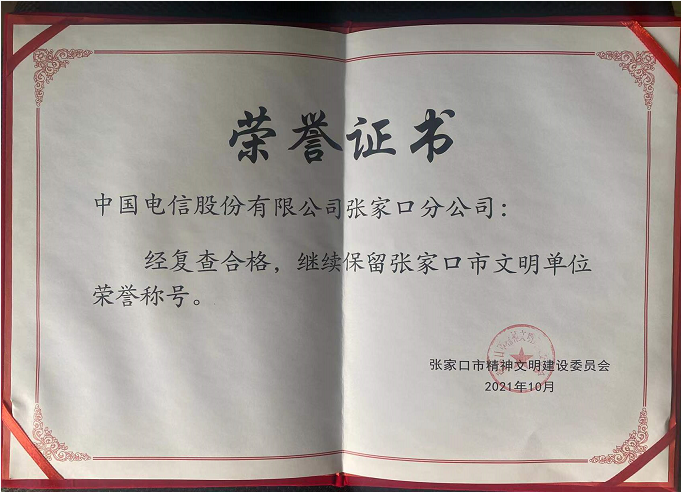 荣誉证书
中国电信股份有限公司张家口分公司：
经复查合格，继续保留张家口市文明单位
荣誉称号。
张家口市精神文明建设委员会
2021年10月